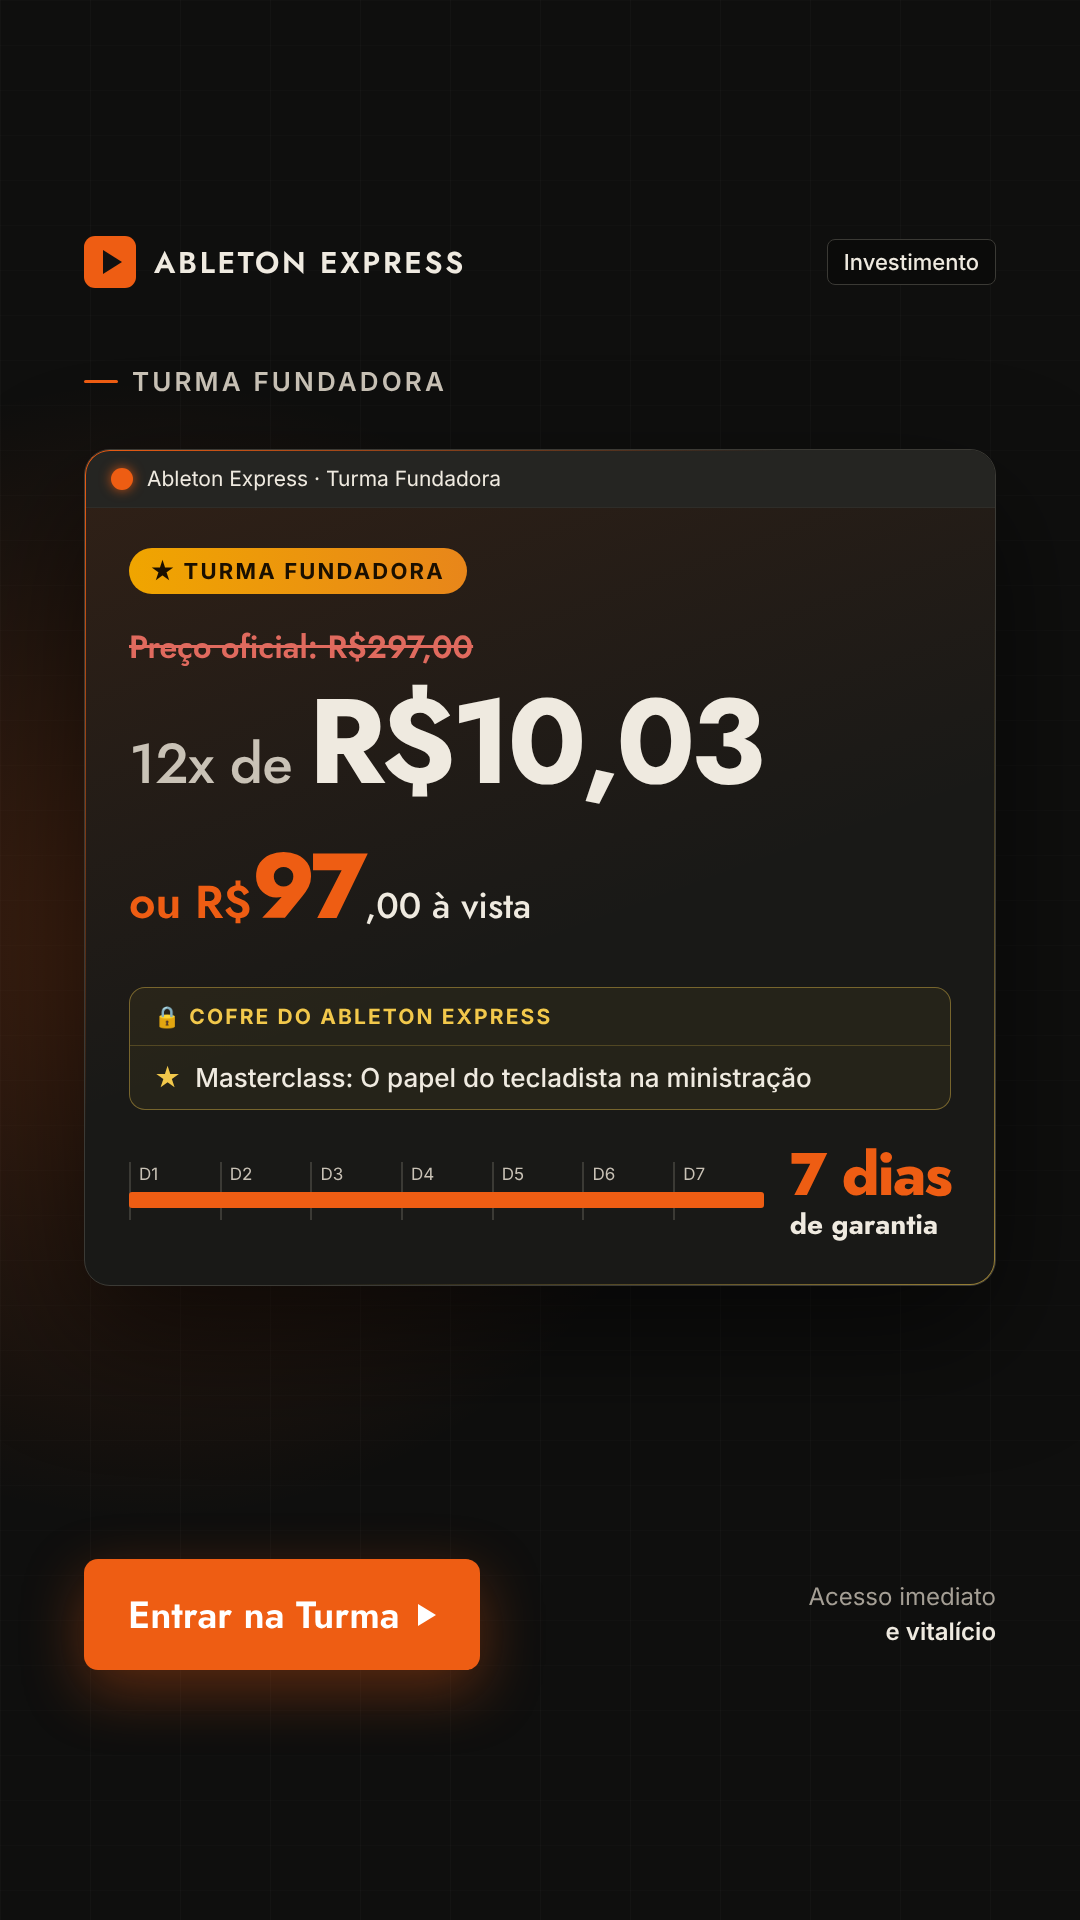 ABLETON EXPRESS
Investimento
TURMA FUNDADORA
Ableton Express · Turma Fundadora
★ TURMA FUNDADORA
Preço oficial: R$297,00
12x de R$10,03
ou R$97,00 à vista
🔒 COFRE DO ABLETON EXPRESS
★ Masterclass: O papel do tecladista na ministração
D1 D2 D3 D4 D5 D6 D7
7 dias
de garantia
Entrar na Turma
Acesso imediato
e vitalício